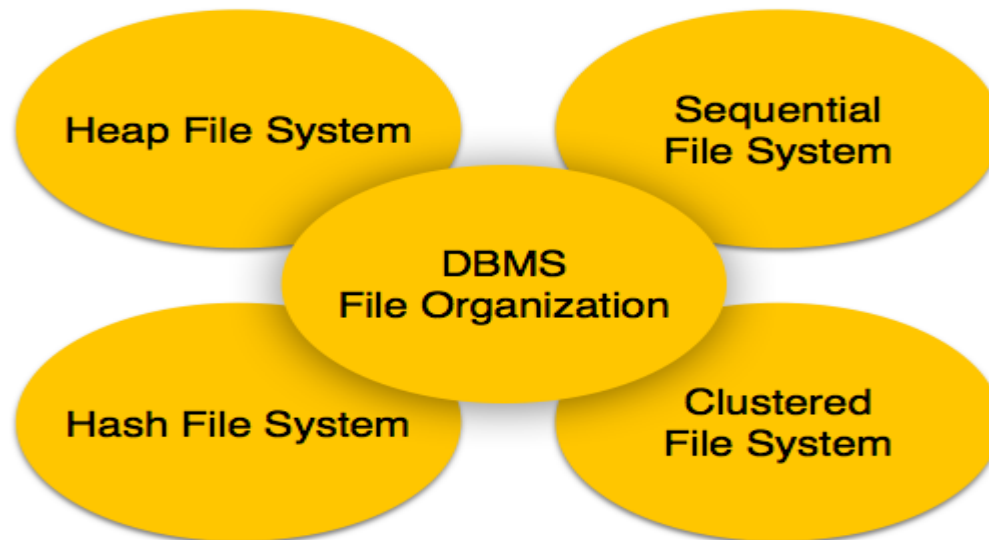 Heap File System
Sequential
File System
DBMS
File Organization
Hash File System
Clustered
File System